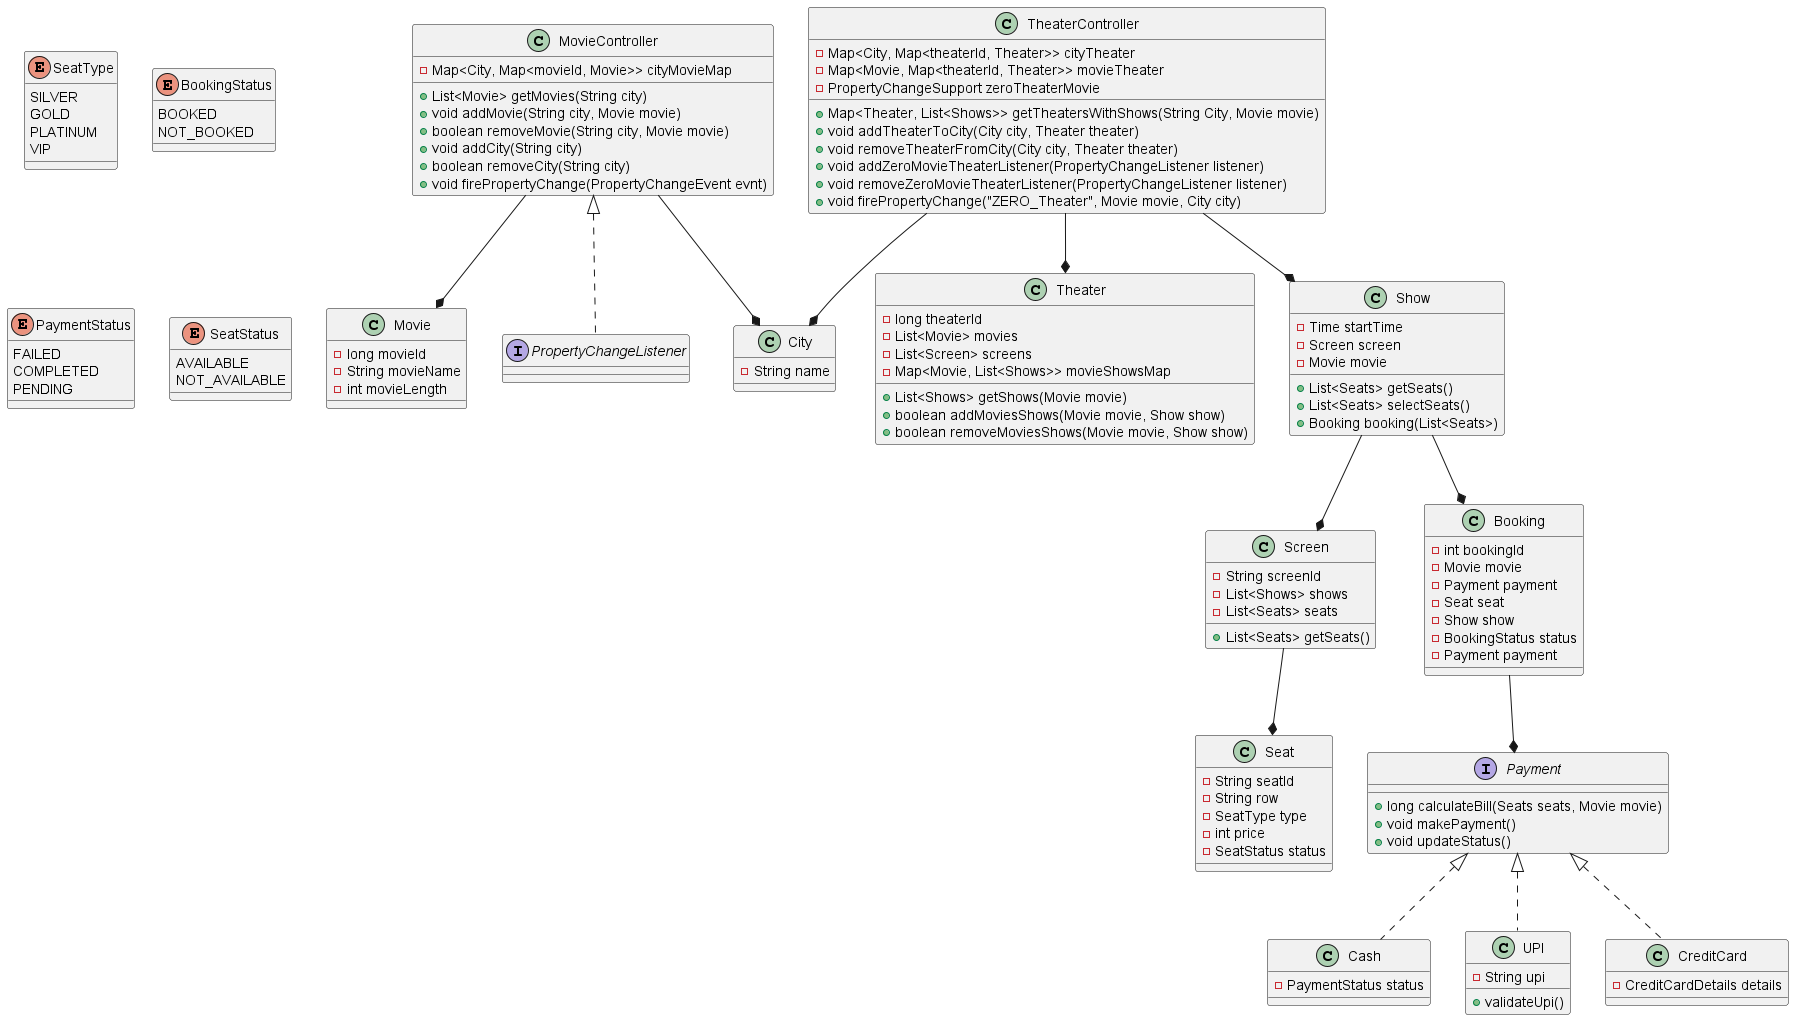 SeatType
SILVER
GOLD
PLATINUM
VIP
BookingStatus
BOOKED
NOT_BOOKED
MovieController
Map<City, Map<movieId, Movie>> cityMovieMap
List<Movie> getMovies(String city)
void addMovie(String city, Movie movie)
boolean removeMovie(String city, Movie movie)
void addCity(String city)
boolean removeCity(String city)
void firePropertyChange(PropertyChangeEvent evnt)
TheaterController
Map<City, Map<theaterId, Theater>> cityTheater
Map<Movie, Map<theaterId, Theater>> movieTheater
PropertyChangeSupport zeroTheaterMovie
Map<Theater, List<Shows>> getTheatersWithShows(String City, Movie movie)
void addTheaterToCity(City city, Theater theater)
void removeTheaterFromCity(City city, Theater theater)
void addZeroMovieTheaterListener(PropertyChangeListener listener)
void removeZeroMovieTheaterListener(PropertyChangeListener listener)
void firePropertyChange("ZERO_Theater", Movie movie, City city)
PaymentStatus
FAILED
COMPLETED
PENDING
SeatStatus
AVAILABLE
NOT_AVAILABLE
Movie
long movieId
String movieName
int movieLength
PropertyChangeListener
City
String name
Theater
long theaterId
List<Movie> movies
List<Screen> screens
Map<Movie, List<Shows>> movieShowsMap
List<Shows> getShows(Movie movie)
boolean addMoviesShows(Movie movie, Show show)
boolean removeMoviesShows(Movie movie, Show show)
Show
Time startTime
Screen screen
Movie movie
List<Seats> getSeats()
List<Seats> selectSeats()
Booking booking(List<Seats>)
Screen
String screenId
List<Shows> shows
List<Seats> seats
List<Seats> getSeats()
Booking
int bookingId
Movie movie
Payment payment
Seat seat
Show show
BookingStatus status
Payment payment
Seat
String seatId
String row
SeatType type
int price
SeatStatus status
Payment
long calculateBill(Seats seats, Movie movie)
void makePayment()
void updateStatus()
Cash
PaymentStatus status
UPI
String upi
validateUpi()
CreditCard
CreditCardDetails details